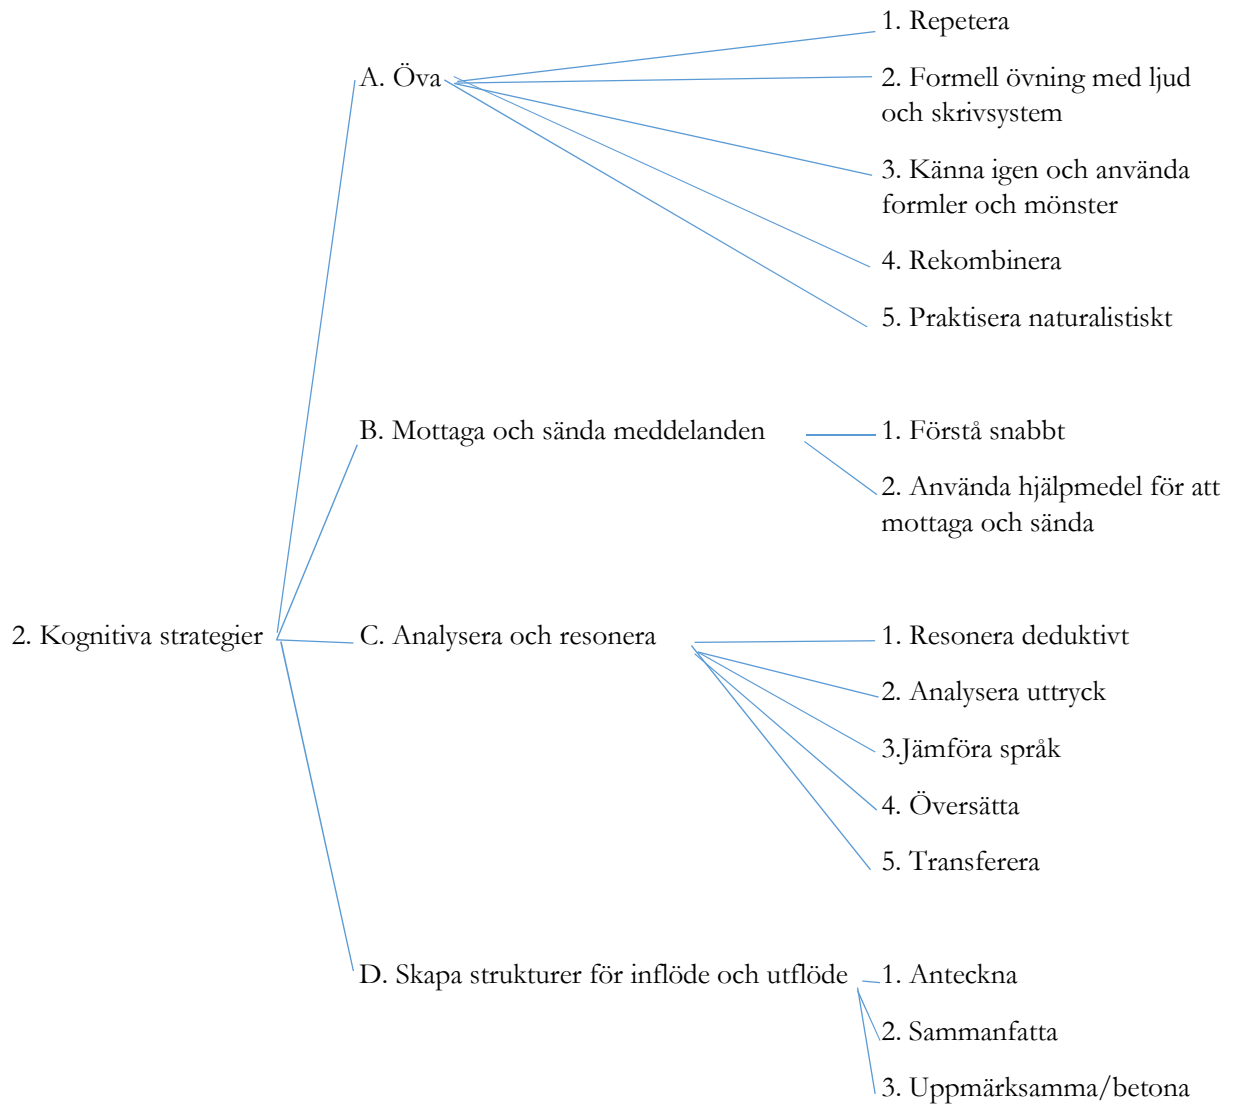 1. Repetera
A. Öva
2. Formell övning med ljud
och skrivsystem
3. Känna igen och använda
formler och mönster
4. Rekombinera
5. Praktisera naturalistiskt
B. Mottaga och sända meddelanden
1. Förstå snabbt
2. Använda hjälpmedel för att
mottaga och sända
2. Kognitiva strategier
C. Analysera och resonera
1. Resonera deduktivt
2. Analysera uttryck
3.Jämföra språk
4. Översätta
5. Transferera
D. Skapa strukturer för inflöde och utflöde
1. Anteckna
2. Sammanfatta
3. Uppmärksamma/betona